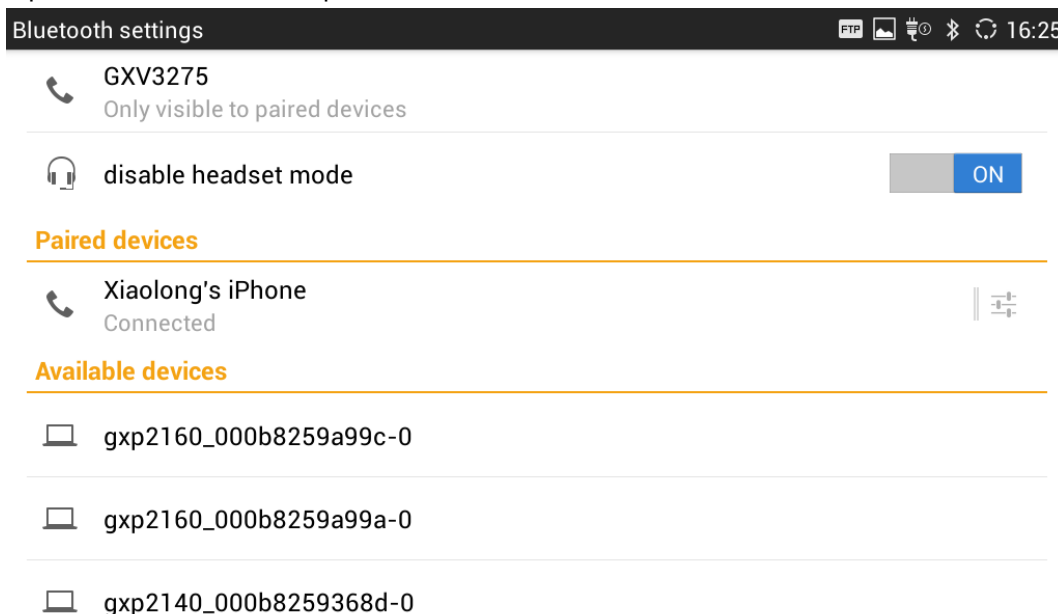 Bluetooth settings
FTP 16:25
GXV3275
Only visible to paired devices
disable headset mode
ON
Paired devices
Xiaolong's iPhone
Connected
Available devices
gxp2160_000b8259a99c-0
gxp2160_000b8259a99a-0
gxp2140_000b8259368d-0